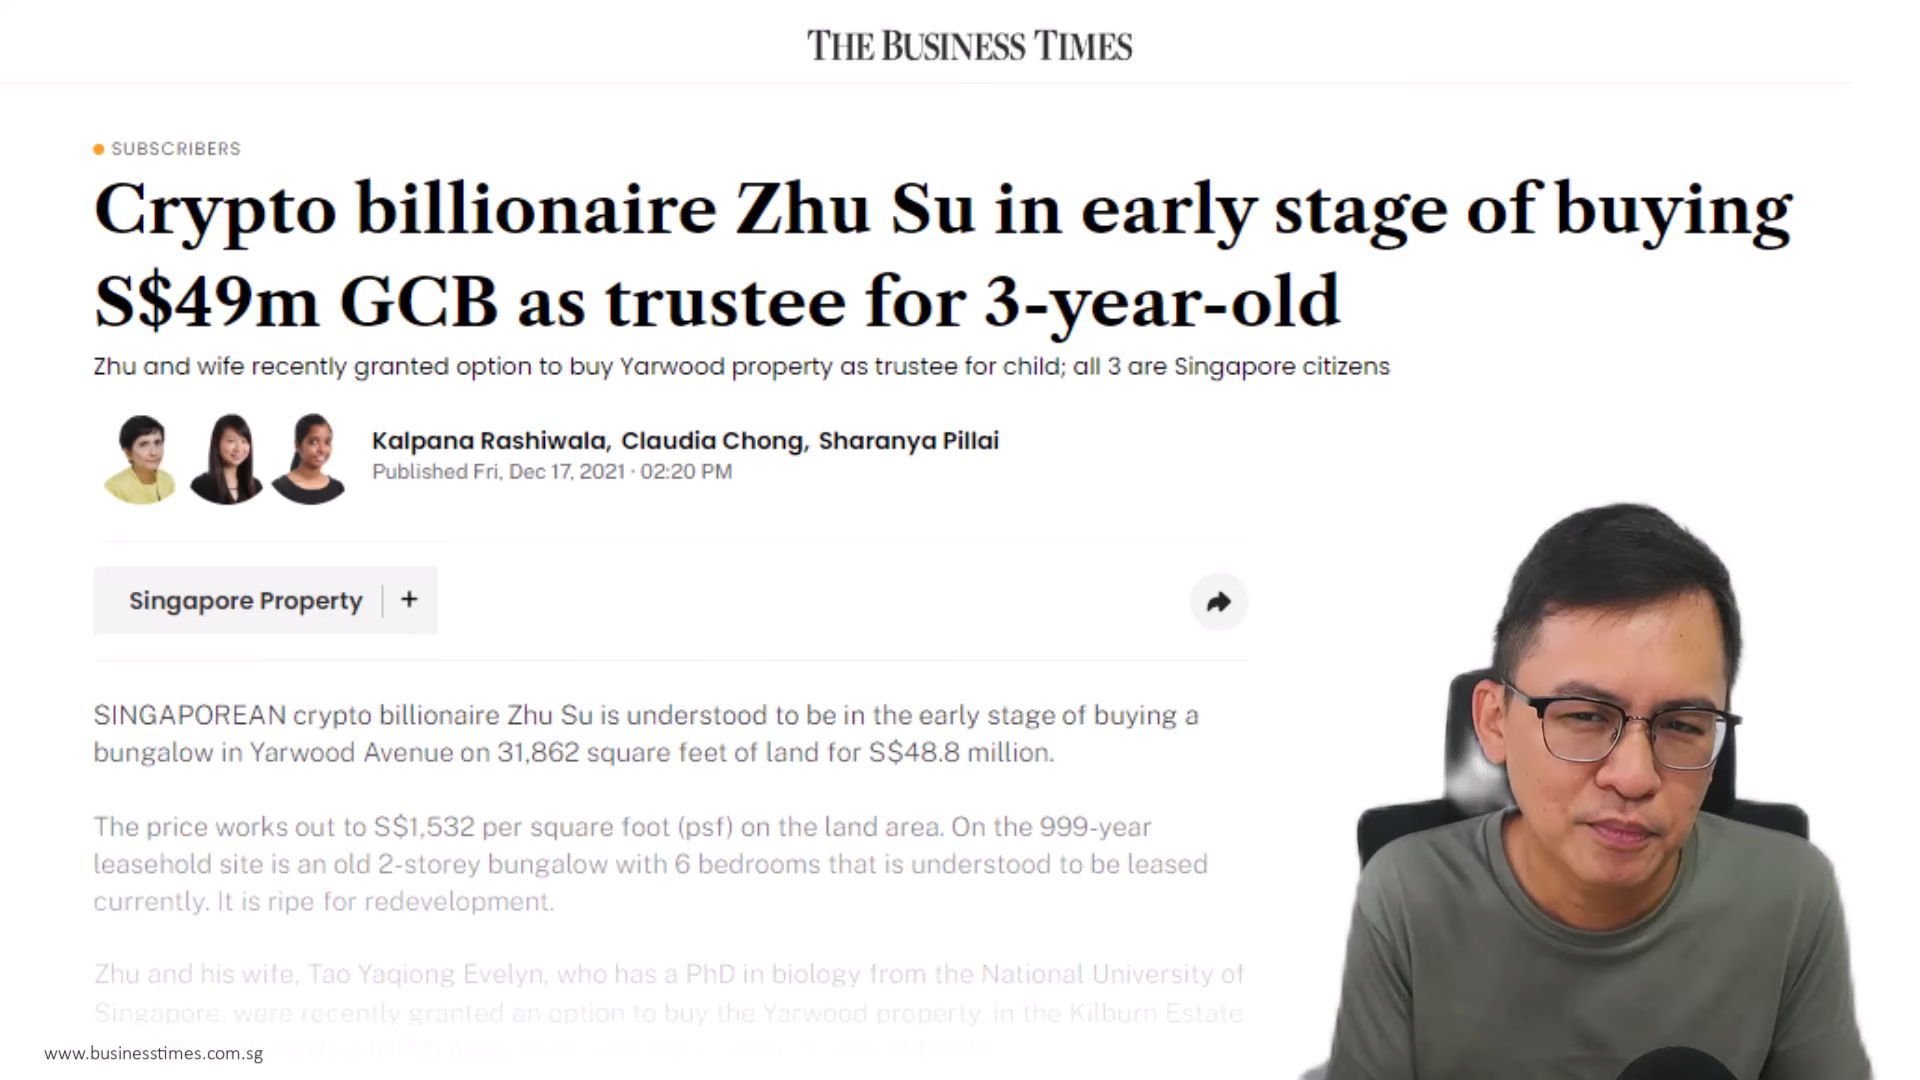 THE BUSINESS TIMES
SUBSCRIBERS
Crypto billionaire Zhu Su in early stage of buying
S$49m GCB as trustee for 3-year-old
Zhu and wife recently granted option to buy Yarwood property as trustee for child; all 3 are Singapore citizens
Kalpana Rashiwala, Claudia Chong, Sharanya Pillai
Published Fri, Dec 17, 2021 · 02:20 PM
Singapore Property | +
SINGAPOREAN crypto billionaire Zhu Su is understood to be in the early stage of buying a
bungalow in Yarwood Avenue on 31,862 square feet of land for S$48.8 million.
The price works out to S$1,532 per square foot (psf) on the land area. On the 999-year
leasehold site is an old 2-storey bungalow with 6 bedrooms that is understood to be leased
currently. It is ripe for redevelopment.
Zhu and his wife, Tao Yaqiong Evelyn, who has a PhD in biology from the National University of
Singapore, were recently granted an option to buy the Yarwood property, in the Kilburn Estate
www.businesstimes.com.sg